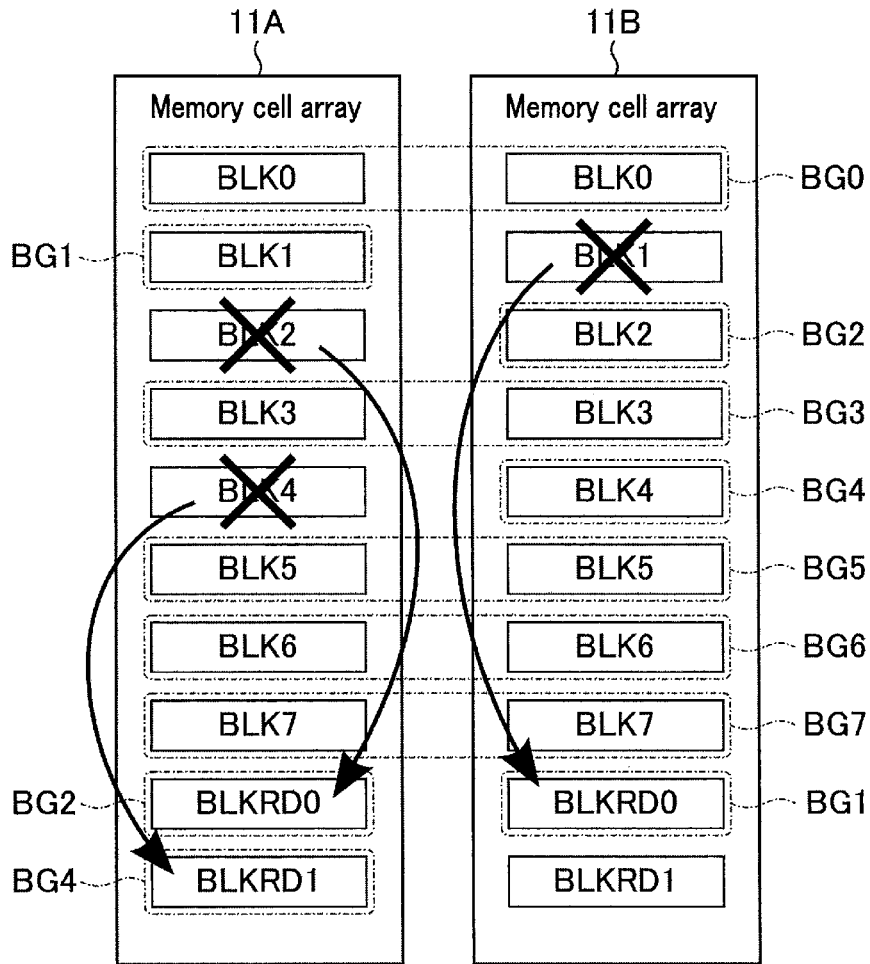 11A 11B
Memory cell array Memory cell array
BLK0 BLK0 BG0
BG1 BLK1 BLK1
BLK2 BLK2 BG2
BLK3 BLK3 BG3
BLK4 BLK4 BG4
BLK5 BLK5 BG5
BLK6 BLK6 BG6
BLK7 BLK7 BG7
BG2 BLKRD0 BLKRD0 BG1
BG4 BLKRD1 BLKRD1